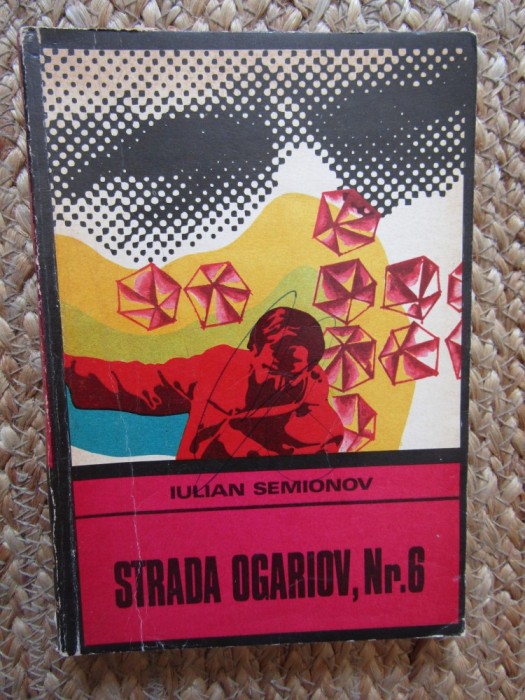 IULIAN SEMIONOV
STRADA OGARIOV, Nr.6